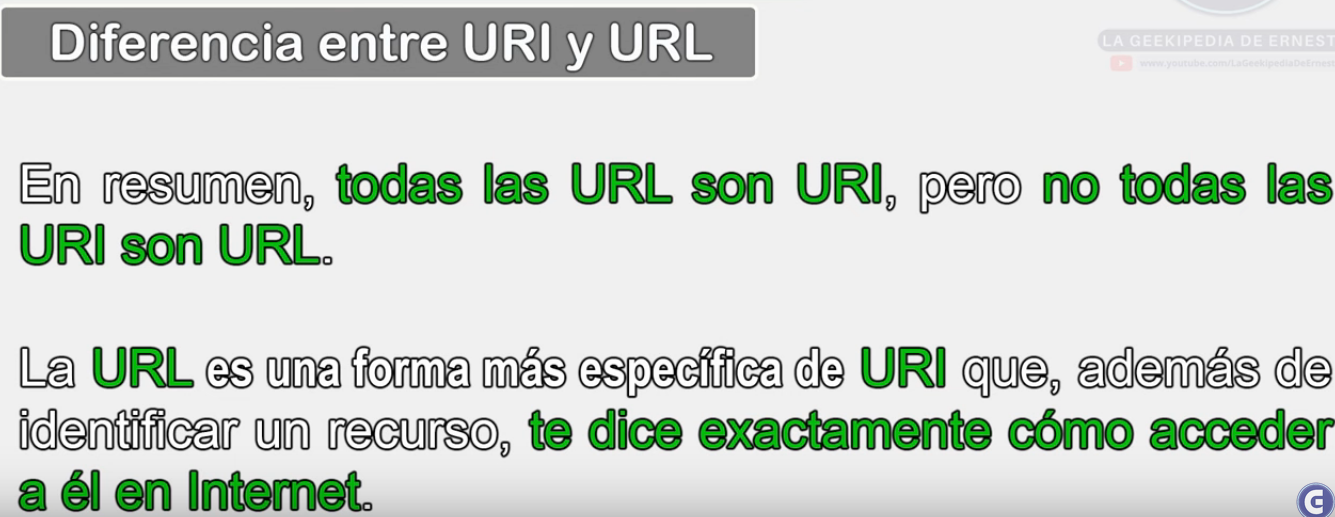 Diferencia entre URI y URL
LA GEEKIPEDIA DE ERNEST
www.youtube.com/LaGeekipediaDeErnest
En resumen, todas las URL son URI, pero no todas las
URI son URL.
La URL es una forma más específica de URI que, además de
identificar un recurso, te dice exactamente cómo acceder
a él en Internet.
G